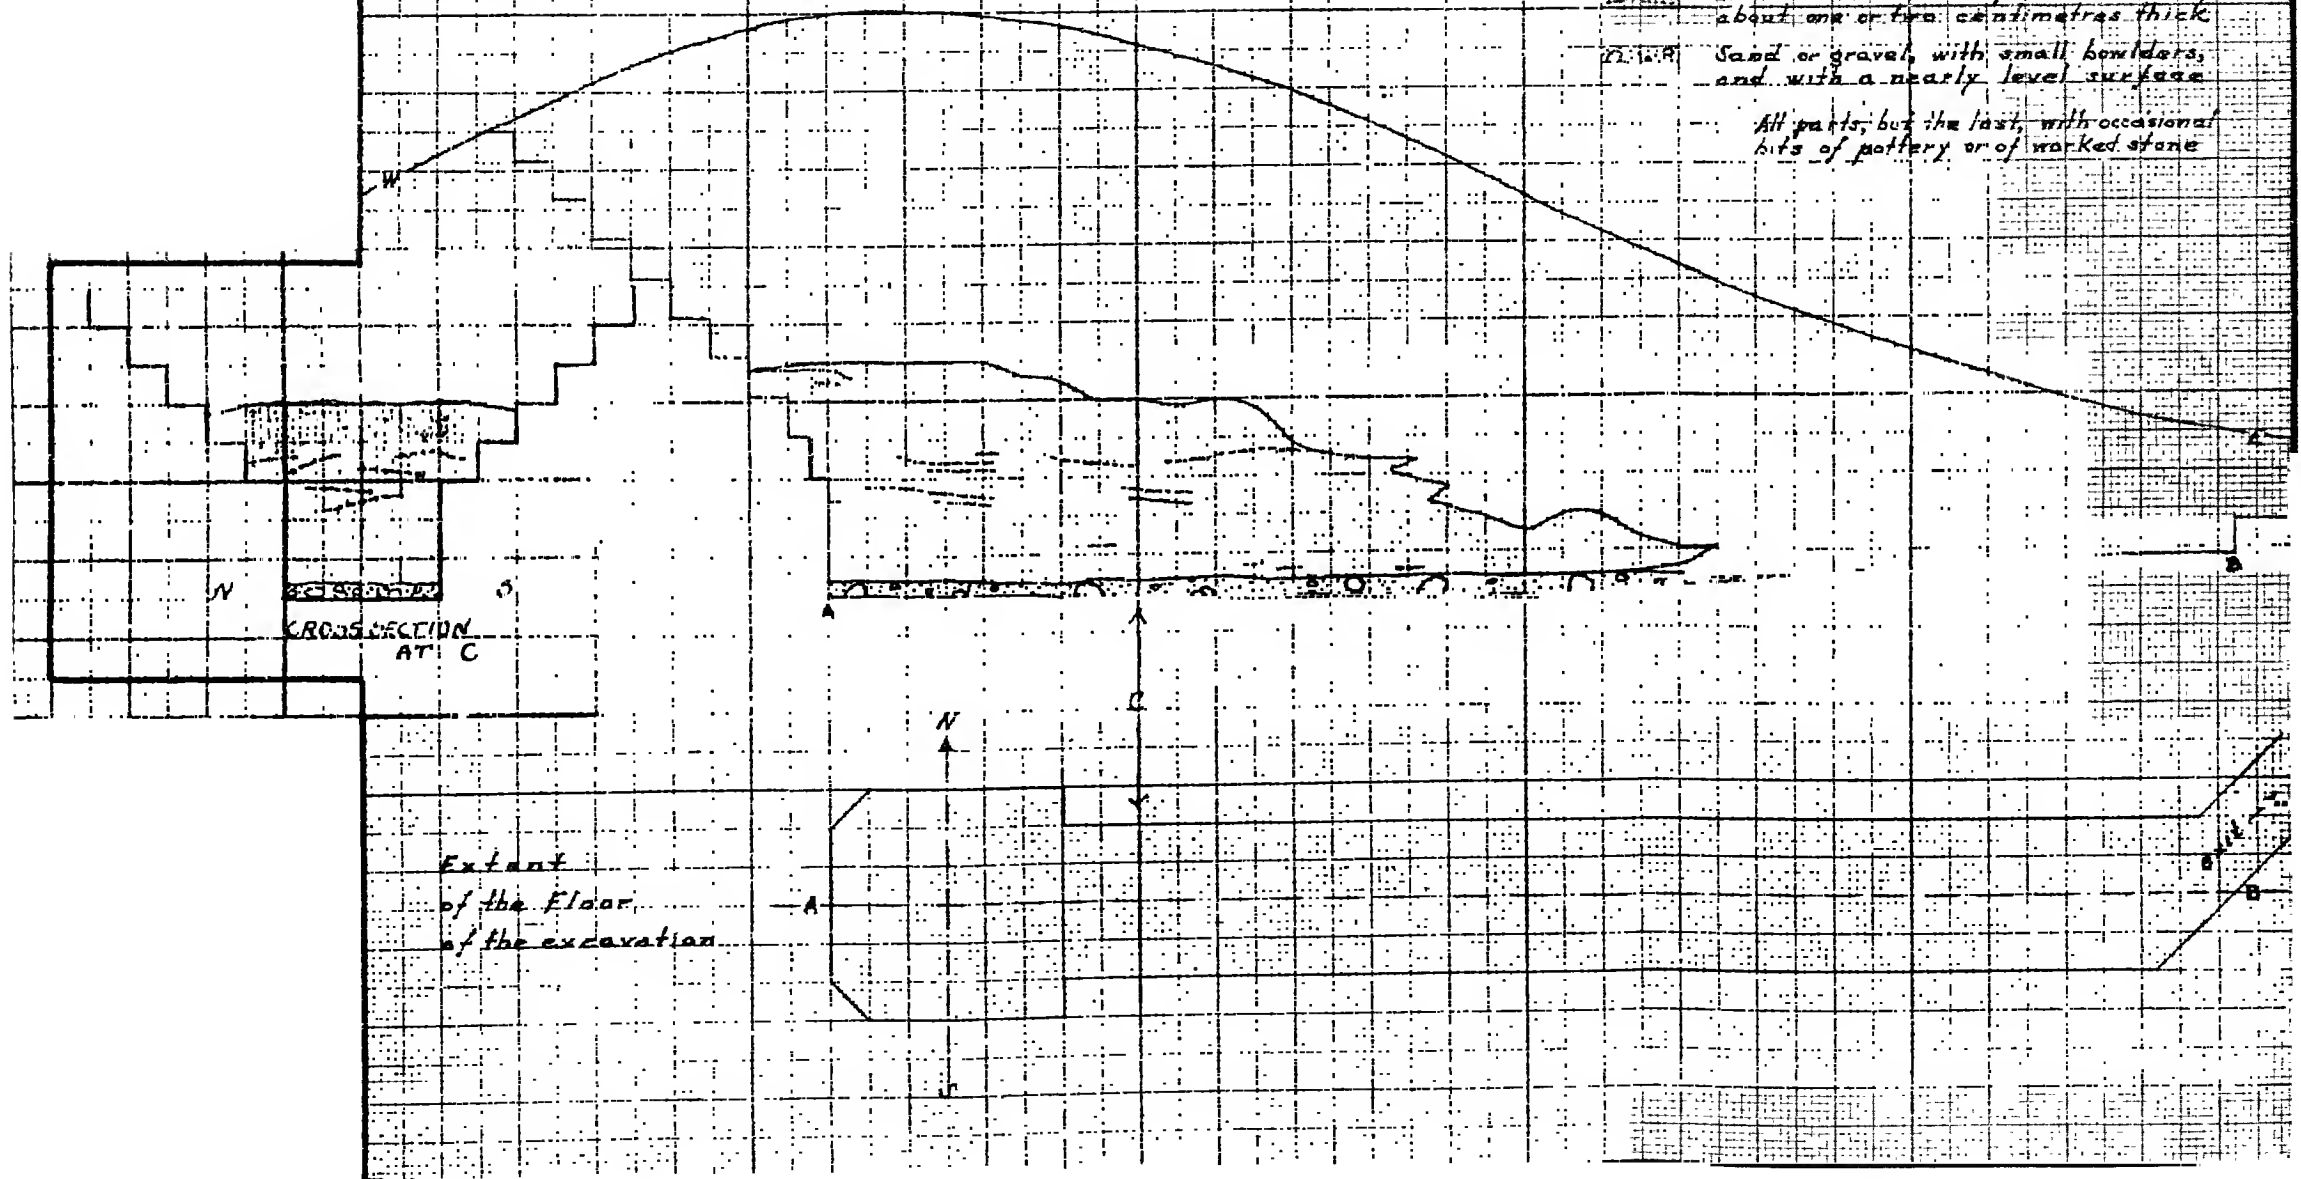 about one or two centimetres thick
Sand or gravel, with small bowlders,
and with a nearly level surface
All parts, but the last, with occasional
bits of pottery or of worked stone
W
N
S
CROSS SECTION
AT C
A
B
C
N
Extent
of the Floor
of the excavation
A
Exit
B
S